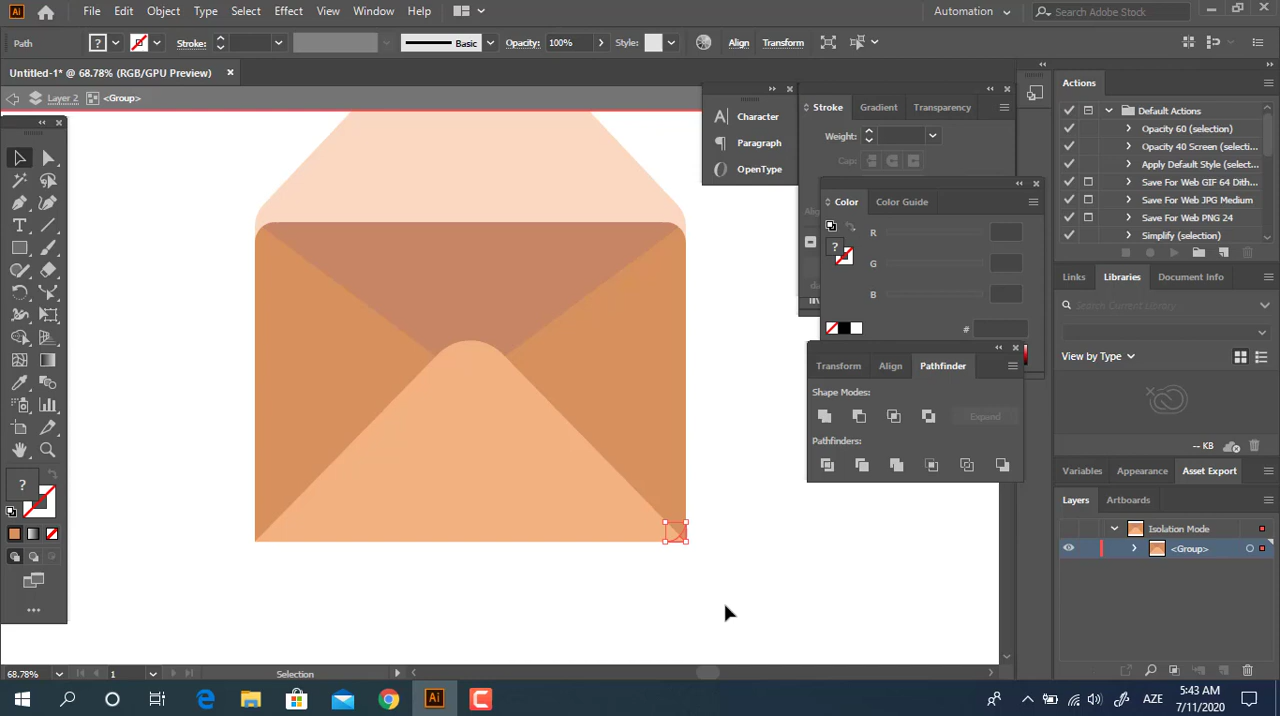 Ai File Edit Object Type Select Effect View Window Help Automation Search Adobe Stock
Path ? Stroke: Basic Opacity: 100% Style: Align Transform
Untitled-1* @ 68.78% (RGB/GPU Preview)
Layer 2 <Group>
Character
Paragraph
OpenType
Stroke Gradient Transparency
Weight:
Cap:
Color Color Guide
R
G
B
#
Transform Align Pathfinder
Shape Modes:
Expand
Pathfinders:
Actions
Default Actions
Opacity 60 (selection)
Opacity 40 Screen (selecti...
Apply Default Style (select...
Save For Web GIF 64 Dith...
Save For Web JPG Medium
Save For Web PNG 24
Simplify (selection)
Links Libraries Document Info
Search Current Library
View by Type
-- KB
Variables Appearance Asset Export
Layers Artboards
Isolation Mode
<Group>
68.78% 1 Selection
AZE 5:43 AM
7/11/2020